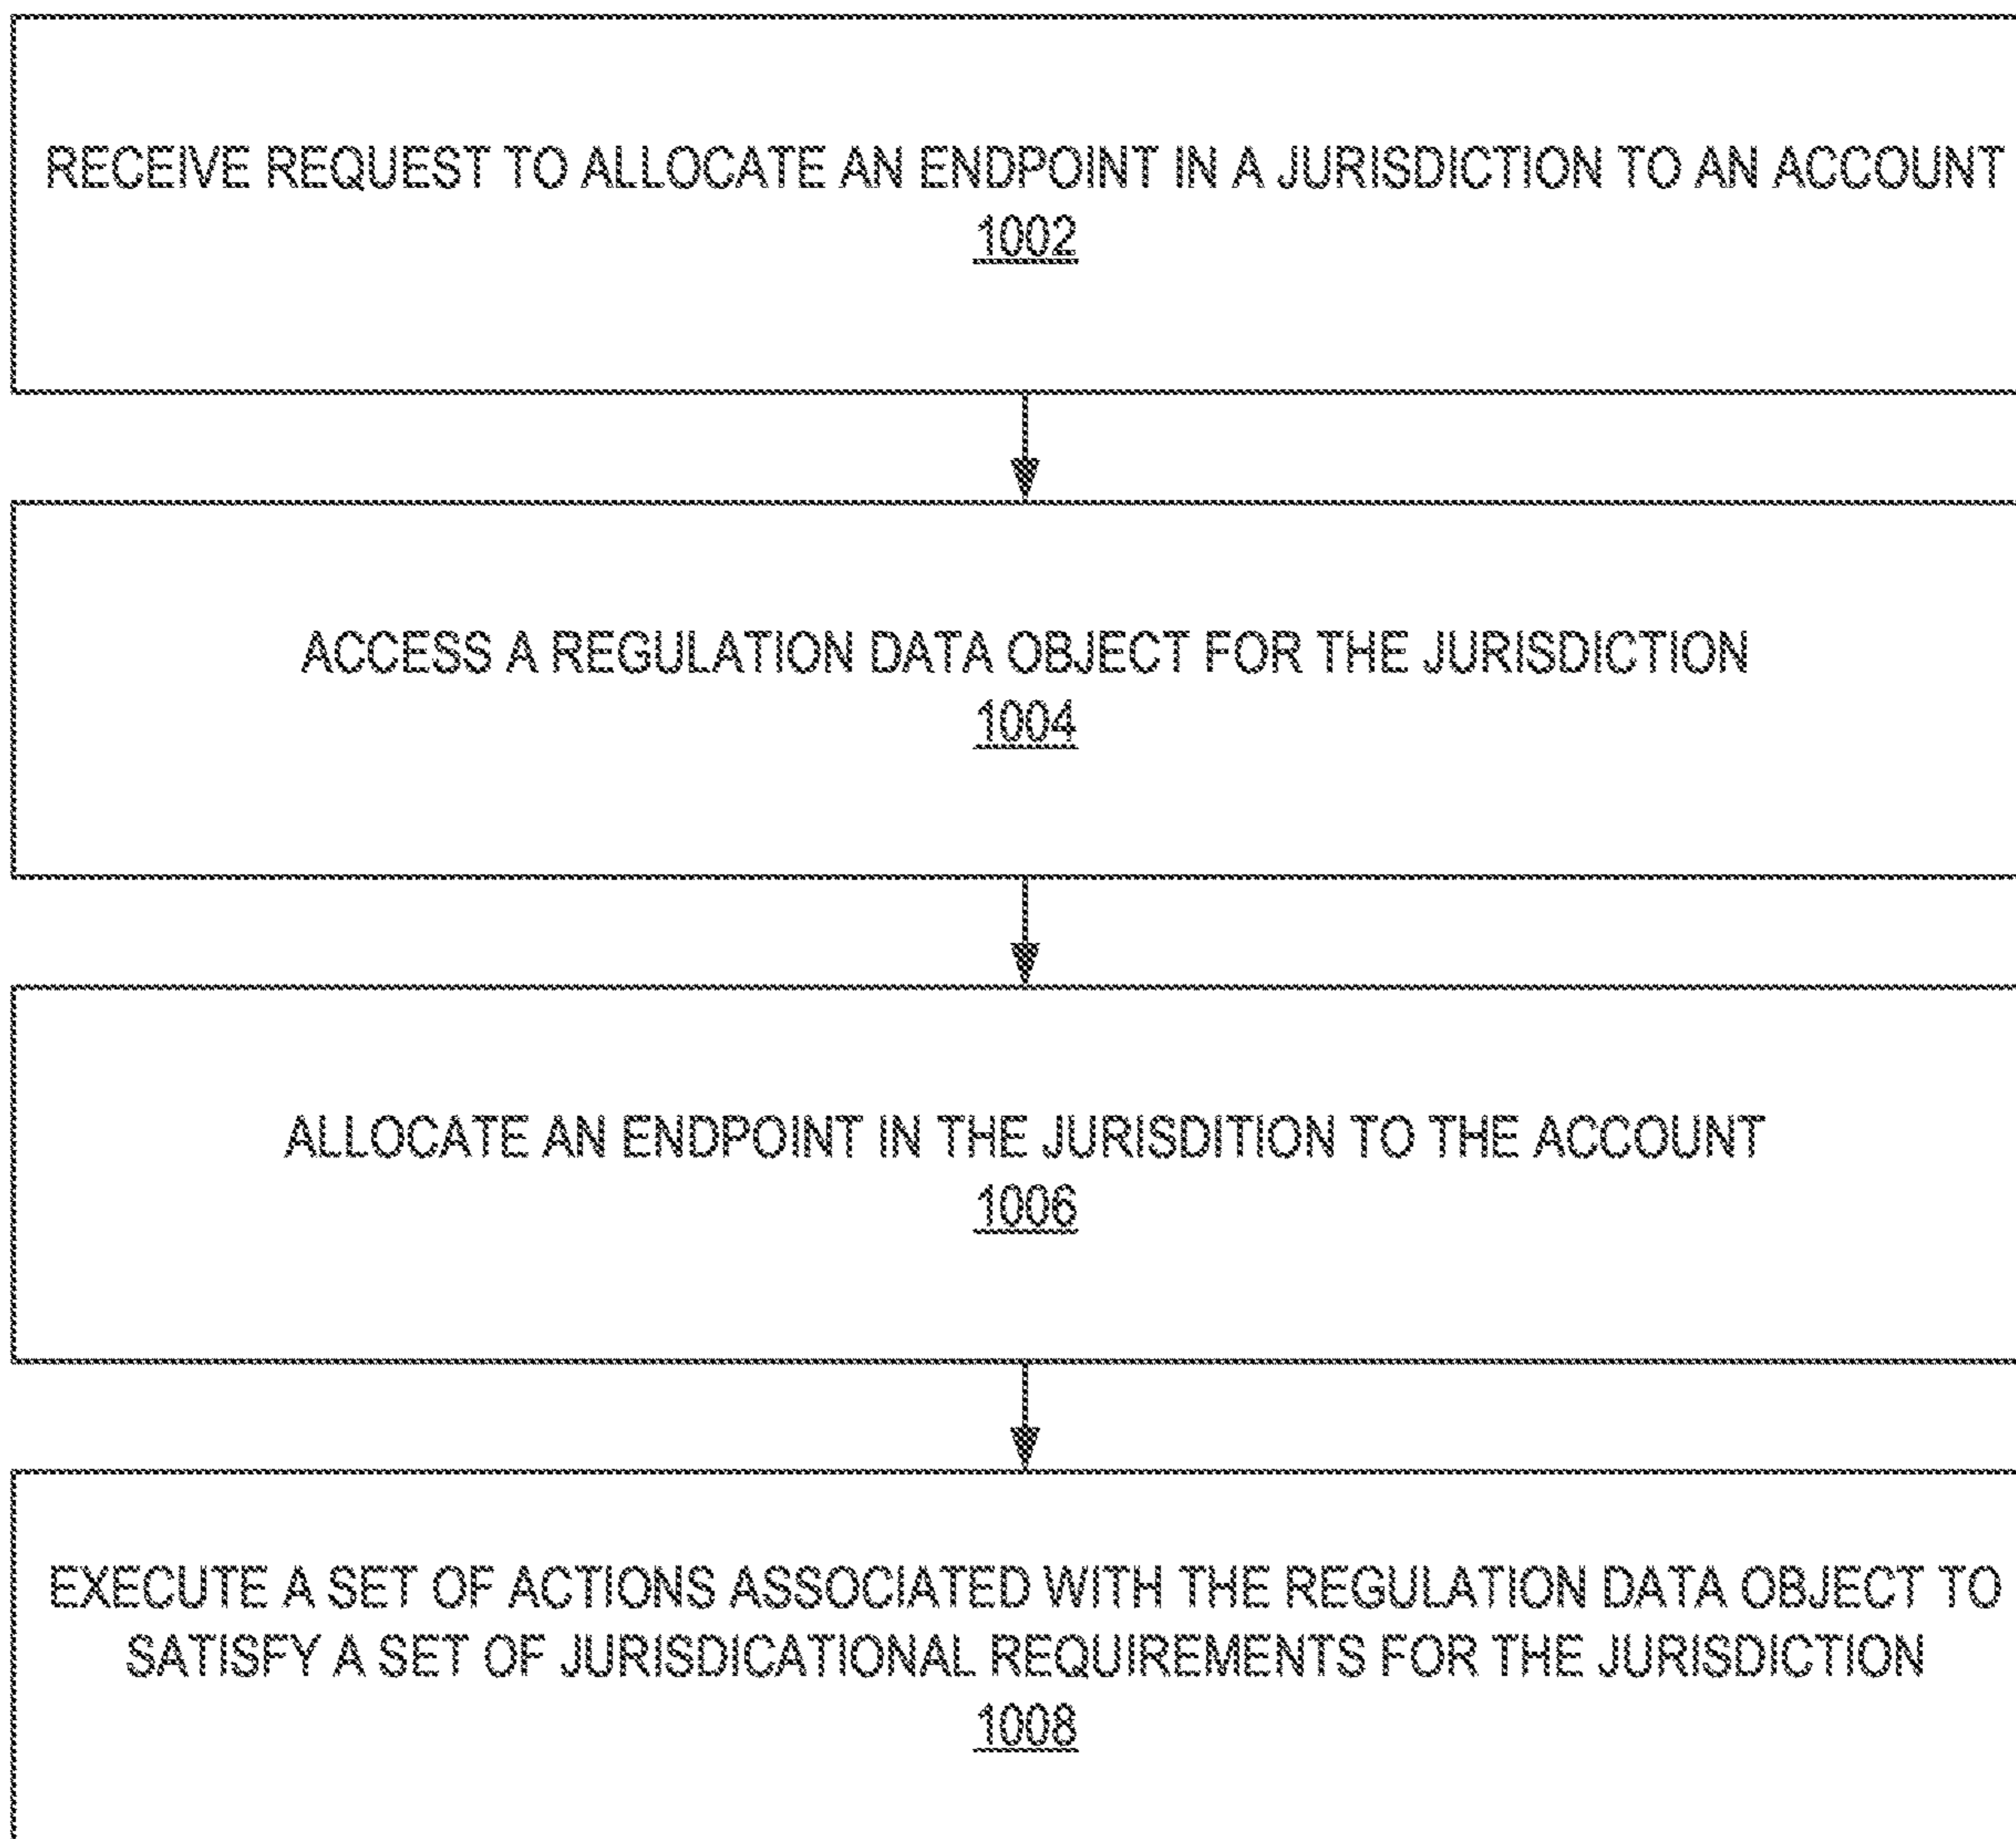 RECEIVE REQUEST TO ALLOCATE AN ENDPOINT IN A JURISDICTION TO AN ACCOUNT
1002
ACCESS A REGULATION DATA OBJECT FOR THE JURISDICTION
1004
ALLOCATE AN ENDPOINT IN THE JURISDITION TO THE ACCOUNT
1006
EXECUTE A SET OF ACTIONS ASSOCIATED WITH THE REGULATION DATA OBJECT TO
SATISFY A SET OF JURISDICATIONAL REQUIREMENTS FOR THE JURISDICTION
1008